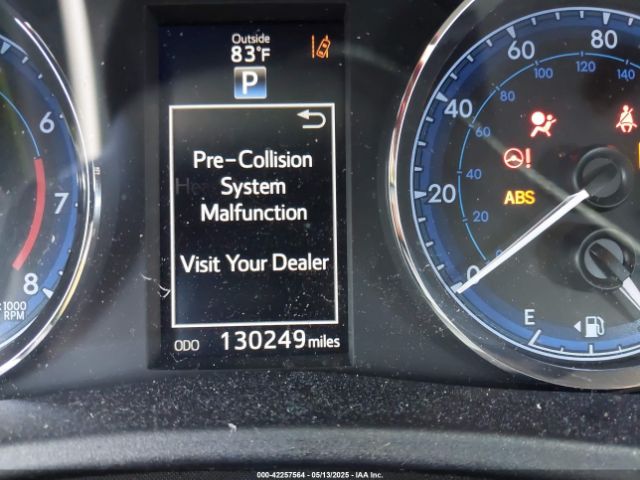 Outside
83°F
P
Pre-Collision
System
Malfunction
Visit Your Dealer
ODO 130249 miles
6
7
8
1000
RPM
0
20
40
60
80
20
40
60
80
100
120
140
ABS
E
000-42257564 - 05/13/2025 - IAA Inc.